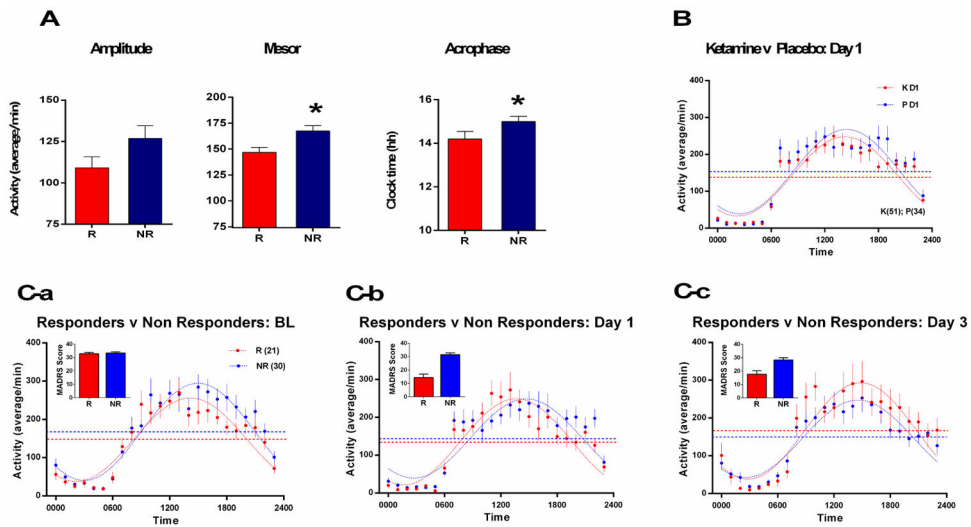 A
Amplitude
Activity (average/min)
125
100
75
R
NR
Mesor
200
175
150
125
100
75
*
R
NR
Acrophase
Clock time (hh)
16
14
12
10
*
R
NR
B
Ketamine v Placebo: Day 1
Activity (average/min)
400
300
200
100
0
K D1
P D1
K(51); P(34)
0000
0600
1200
1800
2400
Time
C-a
Responders v Non Responders: BL
Activity (average/min)
400
300
200
100
0
MADRS Score
40
30
20
10
0
R
NR
R (21)
NR (30)
0000
0600
1200
1800
2400
Time
C-b
Responders v Non Responders: Day 1
Activity (average/min)
400
300
200
100
0
MADRS Score
40
30
20
10
0
R
NR
0000
0600
1200
1800
2400
Time
C-c
Responders v Non Responders: Day 3
Activity (average/min)
400
300
200
100
0
MADRS Score
40
30
20
10
0
R
NR
0000
0600
1200
1800
2400
Time